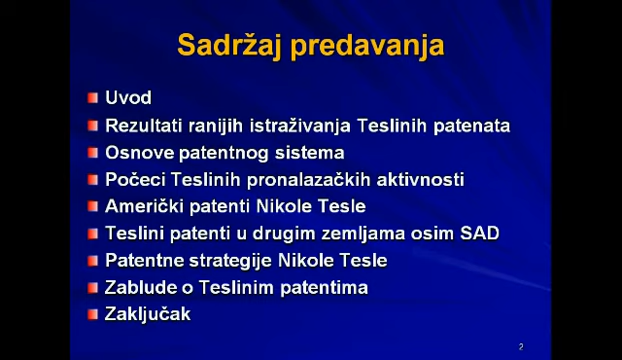 Sadržaj predavanja
Uvod
Rezultati ranijih istraživanja Teslinih patenata
Osnove patentnog sistema
Počeci Teslinih pronalazačkih aktivnosti
Američki patenti Nikole Tesle
Teslini patenti u drugim zemljama osim SAD
Patentne strategije Nikole Tesle
Zablude o Teslinim patentima
Zaključak
2